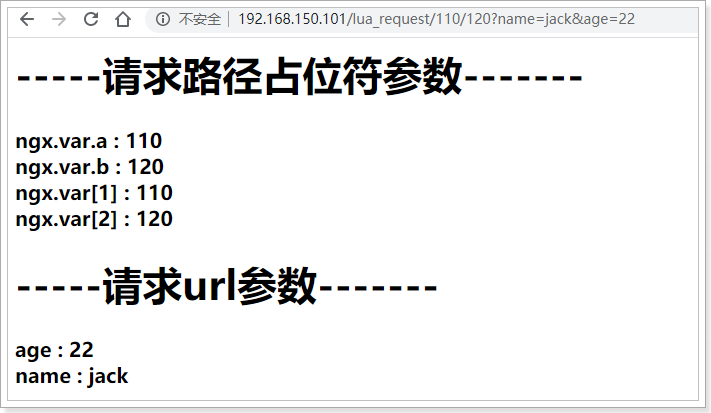 不安全 | 192.168.150.101/lua_request/110/120?name=jack&age=22
-----请求路径占位符参数-------
ngx.var.a : 110
ngx.var.b : 120
ngx.var[1] : 110
ngx.var[2] : 120
-----请求url参数-------
age : 22
name : jack